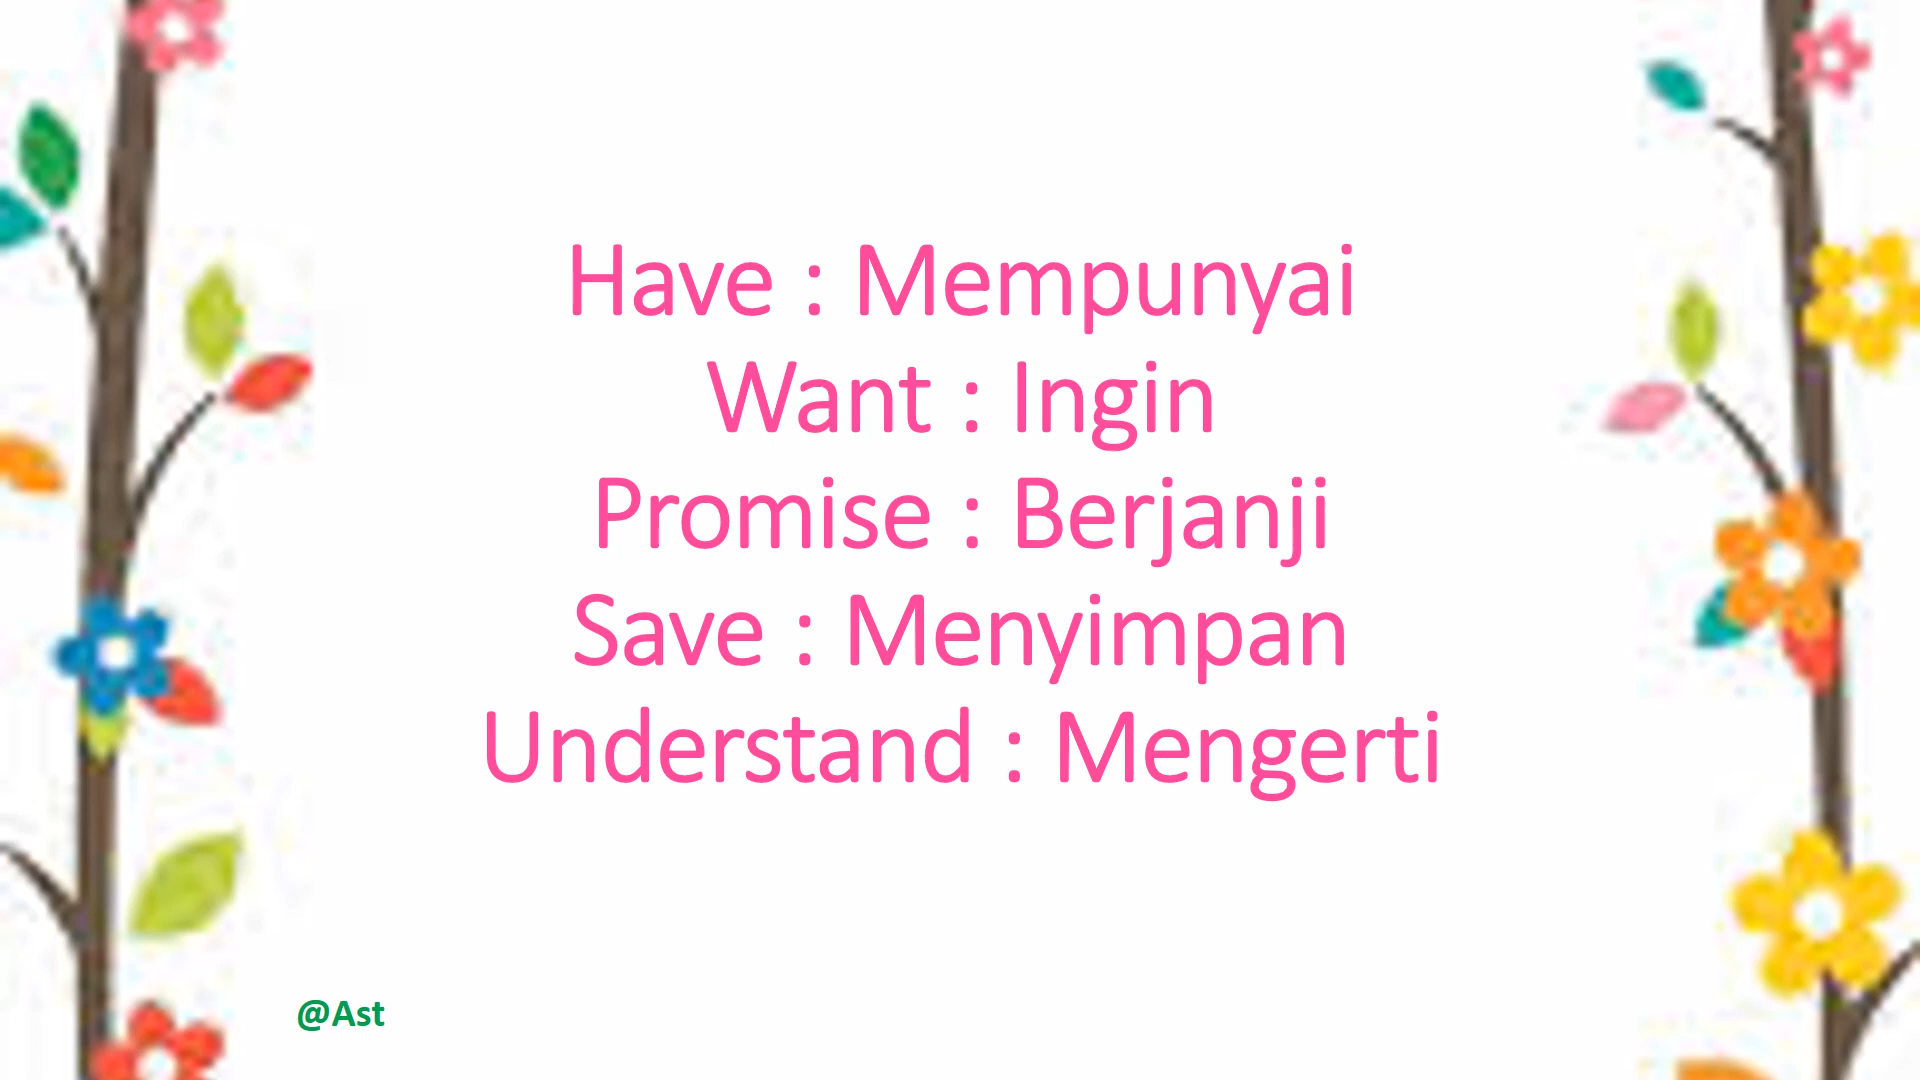 Have : Mempunyai
Want : Ingin
Promise : Berjanji
Save : Menyimpan
Understand : Mengerti
@Ast